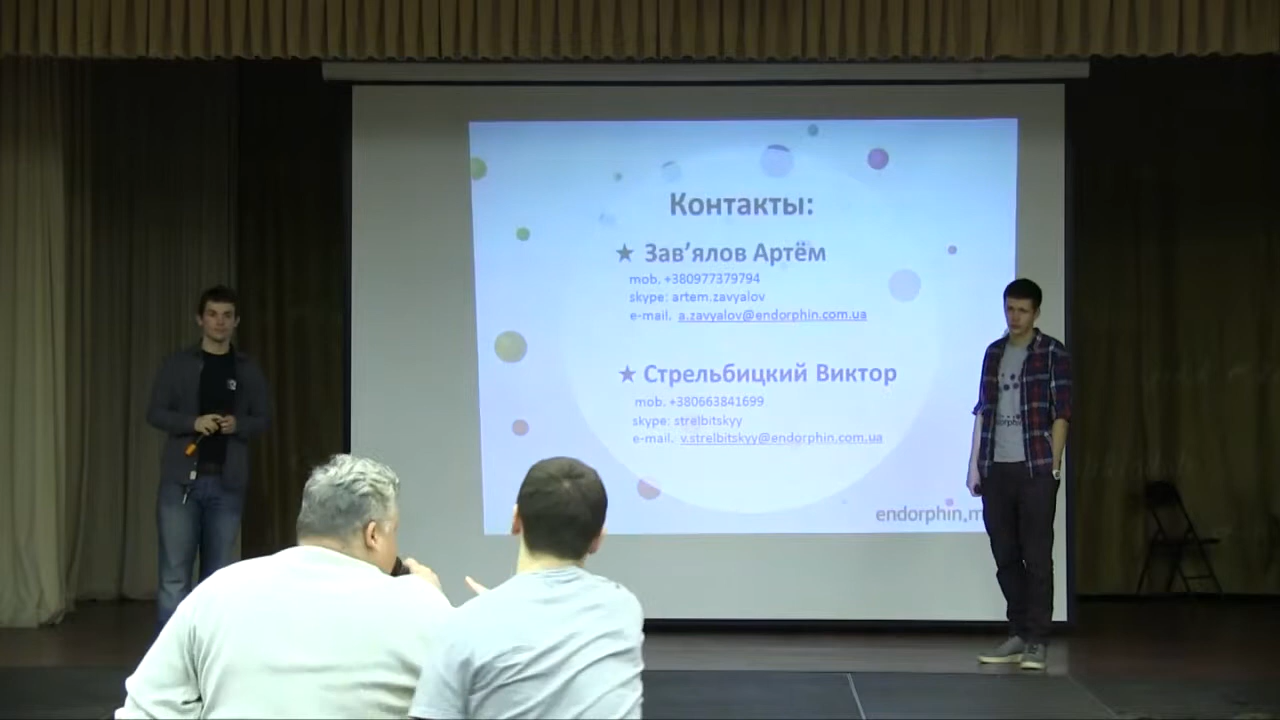 Контакты:
★ Зав’ялов Артём
mob. +380977379794
skype: artem.zavyalov
e-mail. a.zavyalov@endorphin.com.ua
★ Стрельбицкий Виктор
mob. +380663841699
skype: strelbitskyy
e-mail. v.strelbitskyy@endorphin.com.ua
endorphin.m